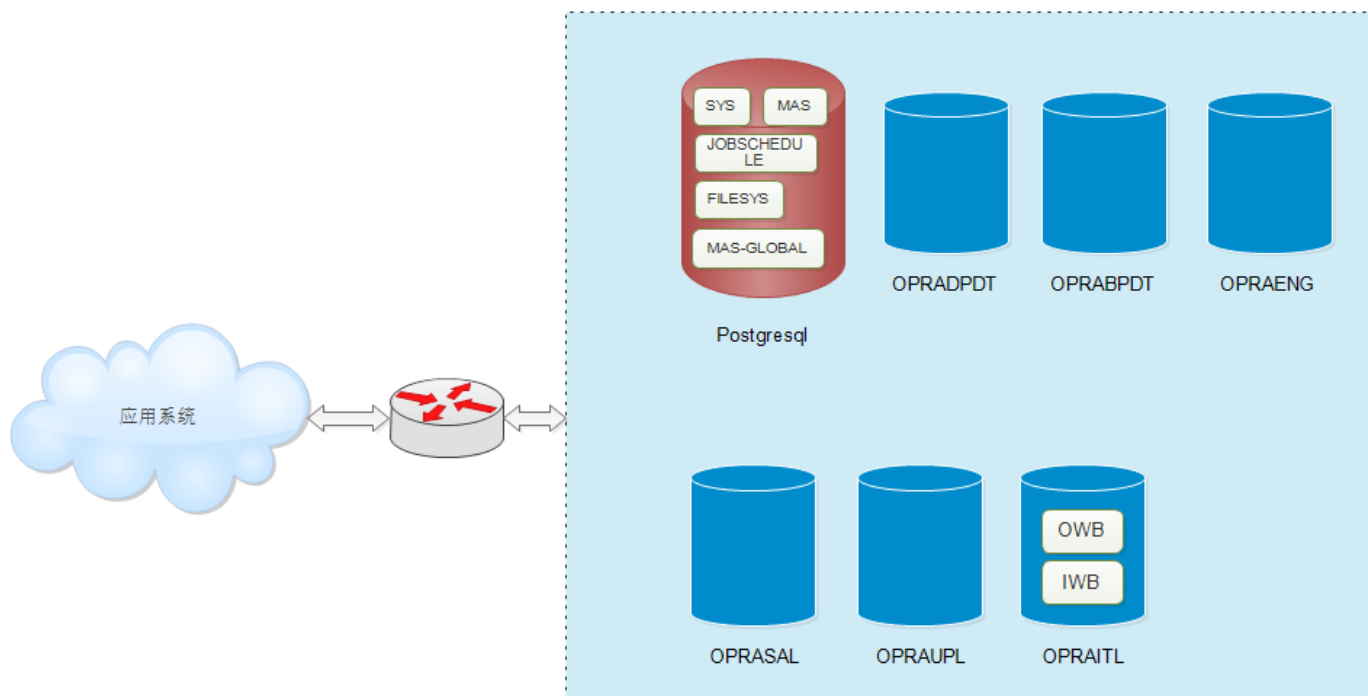 SYS
MAS
JOBSCHEDU
LE
FILESYS
MAS-GLOBAL
Postgresql
OPRADPDT
OPRABPDT
OPRAENG
应用系统
OWB
IWB
OPRASAL
OPRAUPL
OPRAITL